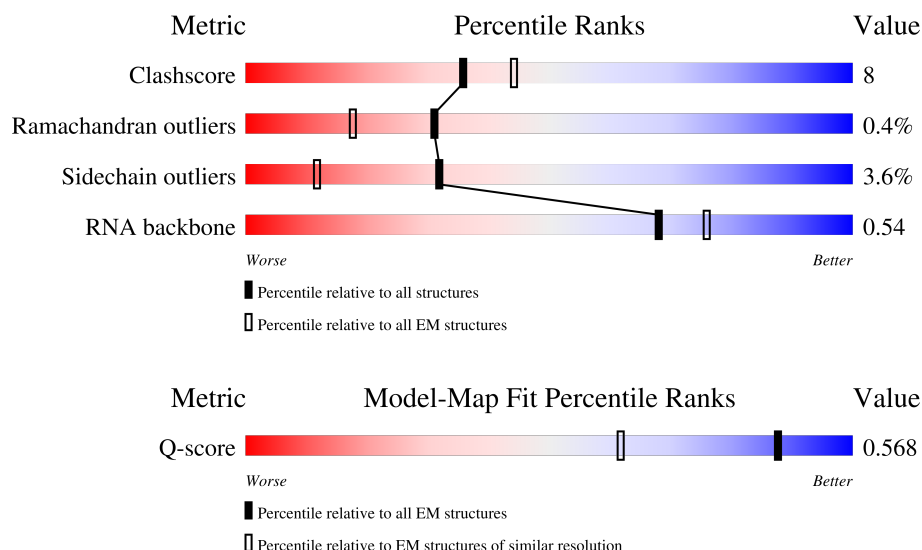 Metric Percentile Ranks Value
Clashscore 8
Ramachandran outliers 0.4%
Sidechain outliers 3.6%
RNA backbone 0.54
Worse Better
Percentile relative to all structures
Percentile relative to all EM structures
Metric Model-Map Fit Percentile Ranks Value
Q-score 0.568
Worse Better
Percentile relative to all EM structures
Percentile relative to EM structures of similar resolution